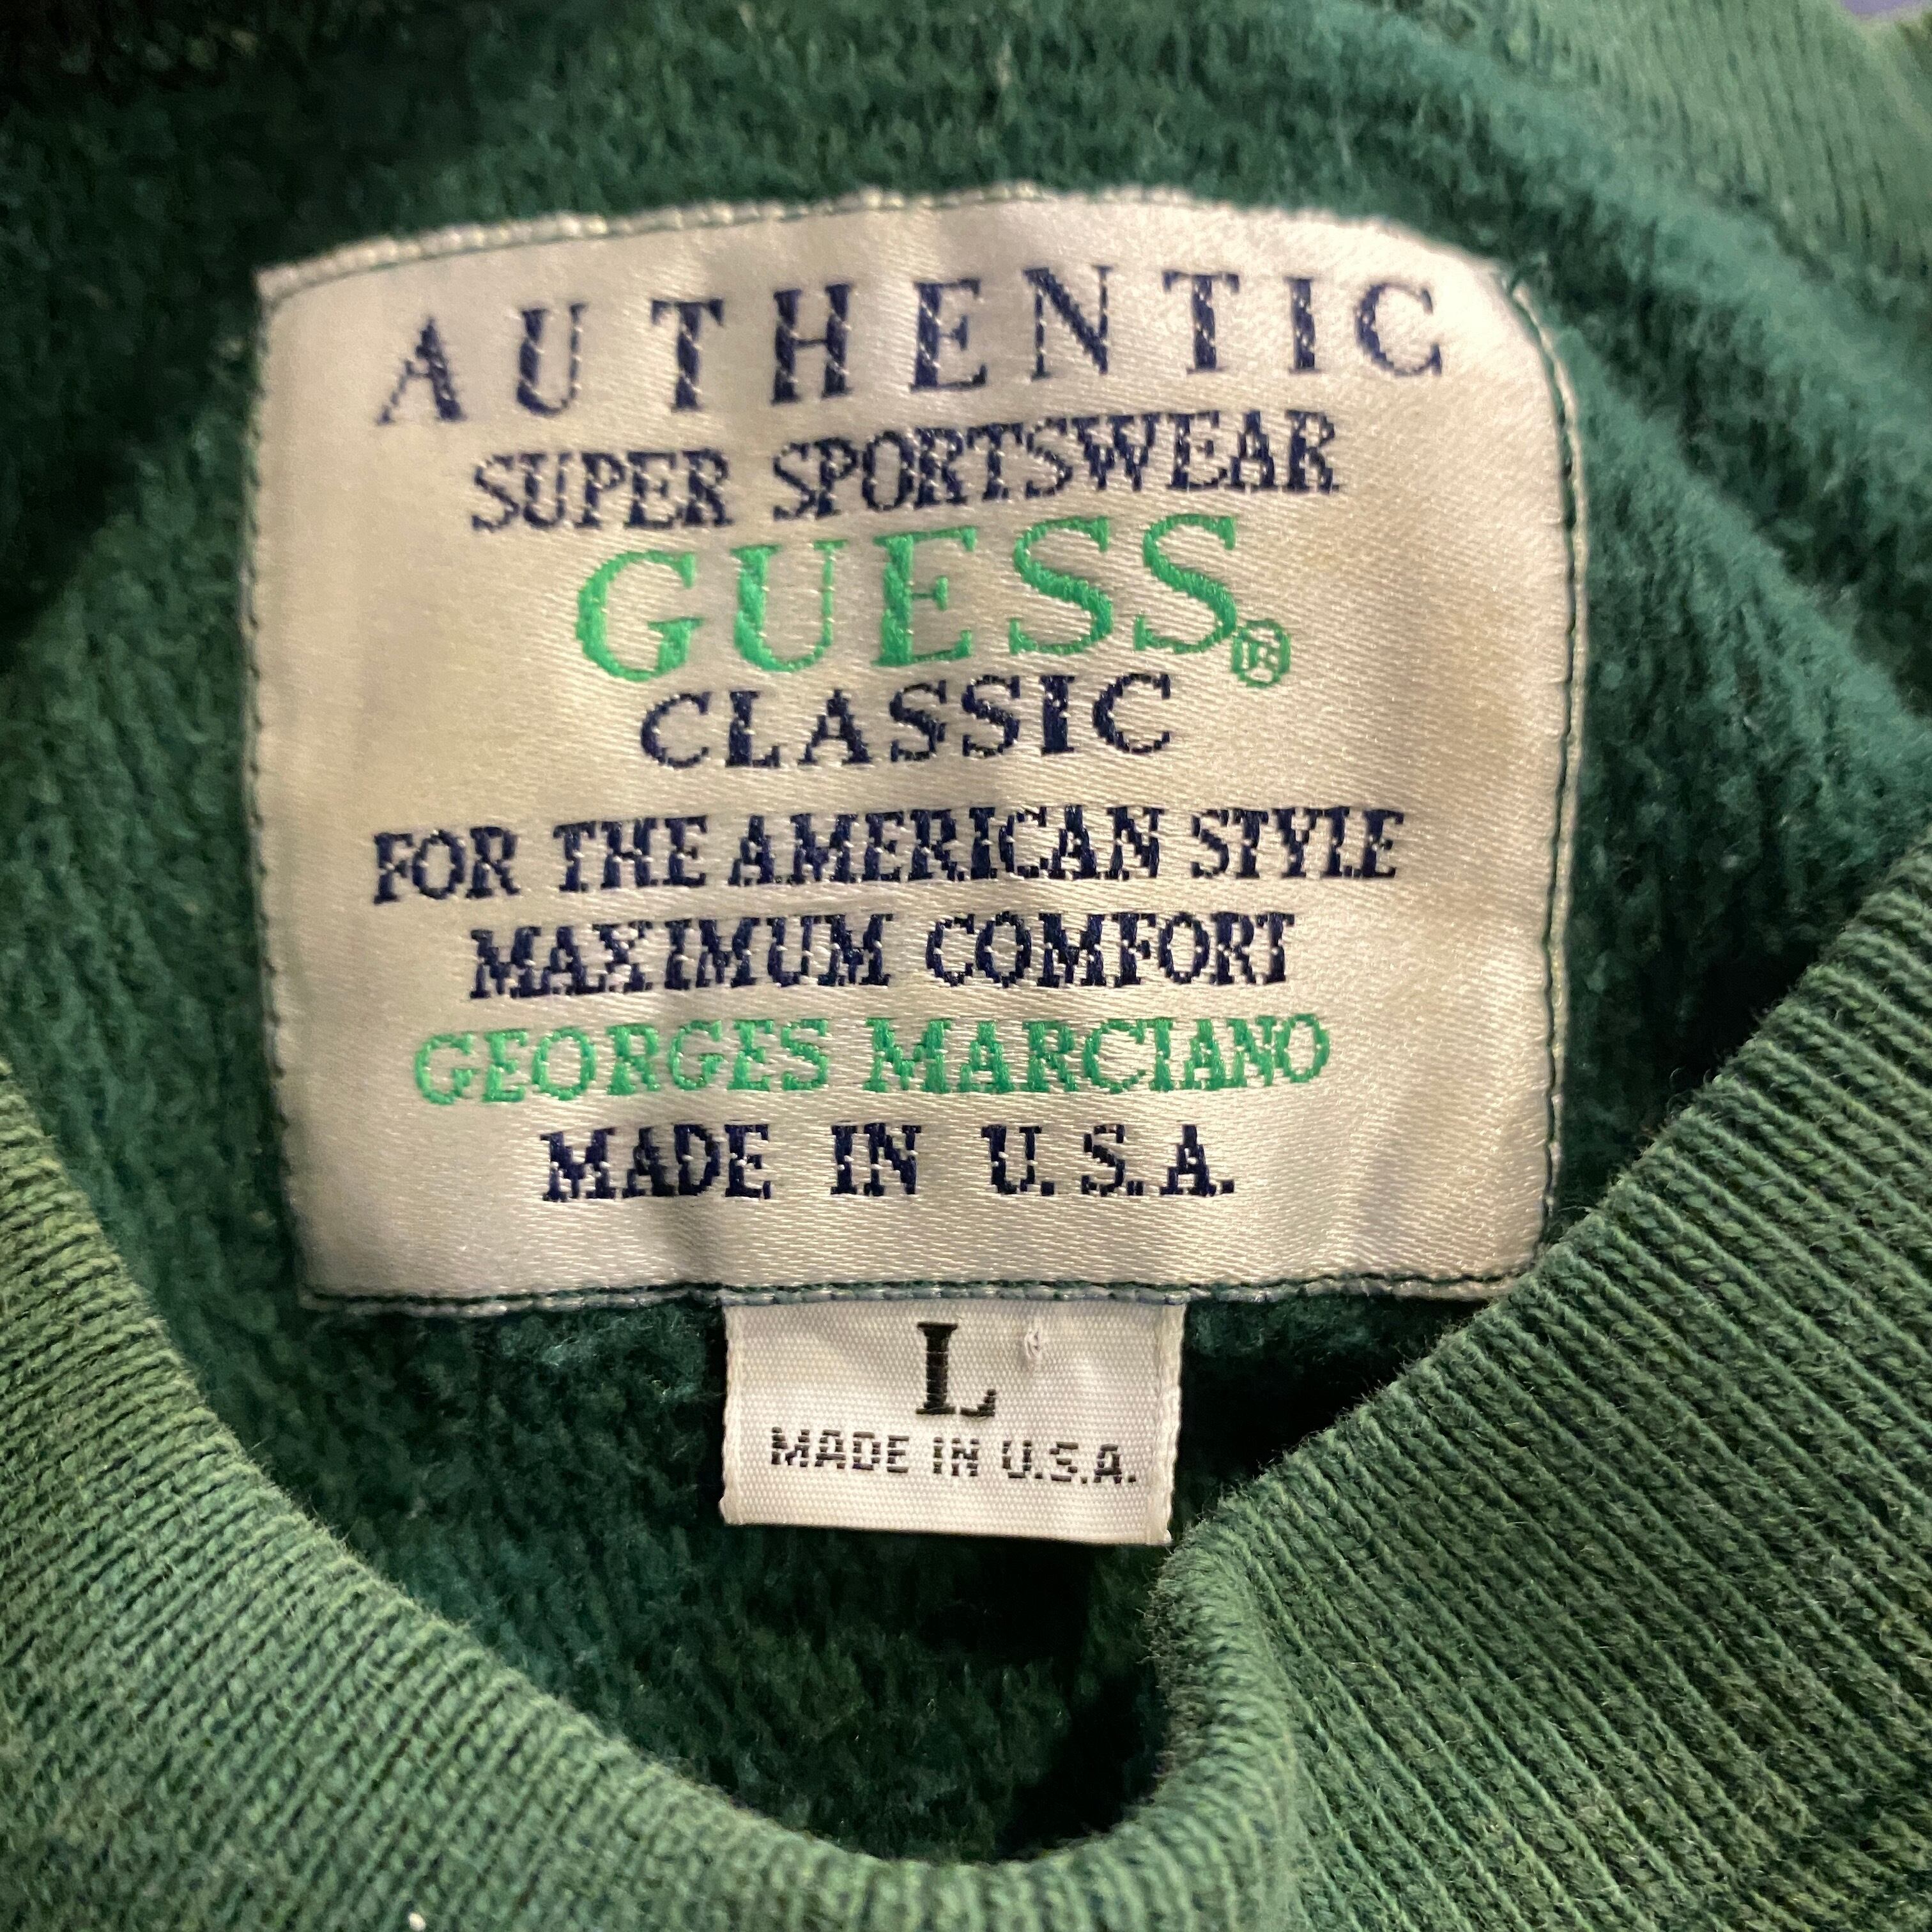 AUTHENTIC
SUPER SPORTSWEAR
GUESS®
CLASSIC
FOR THE AMERICAN STYLE
MAXIMUM COMFORT
GEORGES MARCIANO
MADE IN U.S.A.
L
MADE IN U.S.A.